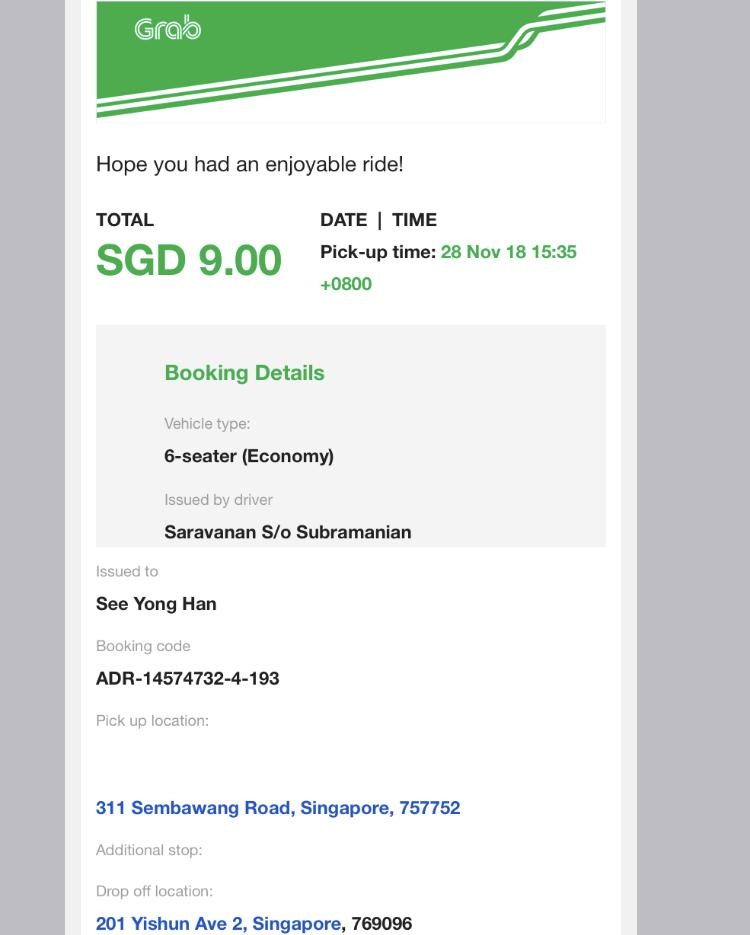 Grab
Hope you had an enjoyable ride!
TOTAL
SGD 9.00
DATE | TIME
Pick-up time: 28 Nov 18 15:35
+0800
Booking Details
Vehicle type:
6-seater (Economy)
Issued by driver
Saravanan S/o Subramanian
Issued to
See Yong Han
Booking code
ADR-14574732-4-193
Pick up location:
311 Sembawang Road, Singapore, 757752
Additional stop:
Drop off location:
201 Yishun Ave 2, Singapore, 769096